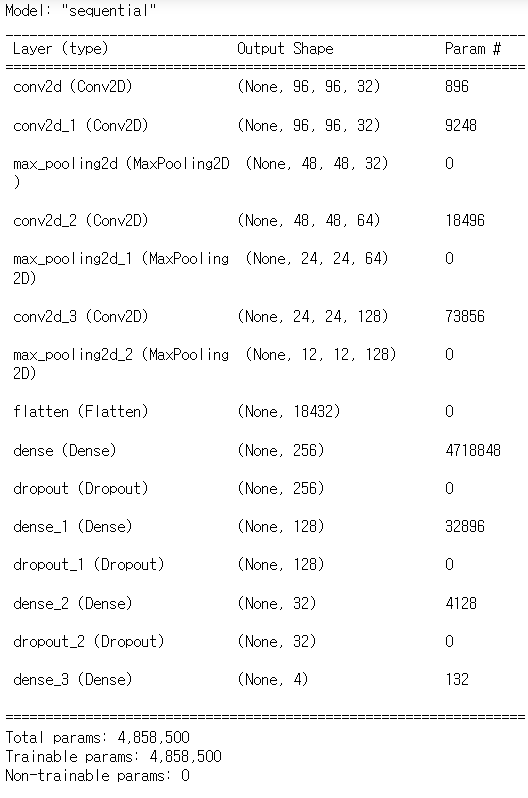 Model: "sequential"
_________________________________________________________________
Layer (type) Output Shape Param #
=================================================================
conv2d (Conv2D) (None, 96, 96, 32) 896
conv2d_1 (Conv2D) (None, 96, 96, 32) 9248
max_pooling2d (MaxPooling2D (None, 48, 48, 32) 0
)
conv2d_2 (Conv2D) (None, 48, 48, 64) 18496
max_pooling2d_1 (MaxPooling (None, 24, 24, 64) 0
2D)
conv2d_3 (Conv2D) (None, 24, 24, 128) 73856
max_pooling2d_2 (MaxPooling (None, 12, 12, 128) 0
2D)
flatten (Flatten) (None, 18432) 0
dense (Dense) (None, 256) 4718848
dropout (Dropout) (None, 256) 0
dense_1 (Dense) (None, 128) 32896
dropout_1 (Dropout) (None, 128) 0
dense_2 (Dense) (None, 32) 4128
dropout_2 (Dropout) (None, 32) 0
dense_3 (Dense) (None, 4) 132
=================================================================
Total params: 4,858,500
Trainable params: 4,858,500
Non-trainable params: 0